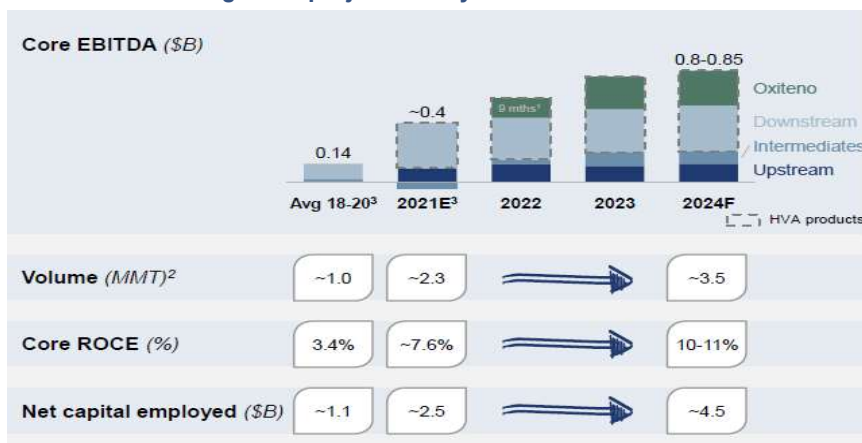 Core EBITDA ($B)
0.8-0.85
Oxiteno
9 mths¹
~0.4
Downstream
Intermediates
0.14
Upstream
Avg 18-20³ 2021E³ 2022 2023 2024F
HVA products
Volume (MMT)² ~1.0 ~2.3 ~3.5
Core ROCE (%) 3.4% ~7.6% 10-11%
Net capital employed ($B) ~1.1 ~2.5 ~4.5